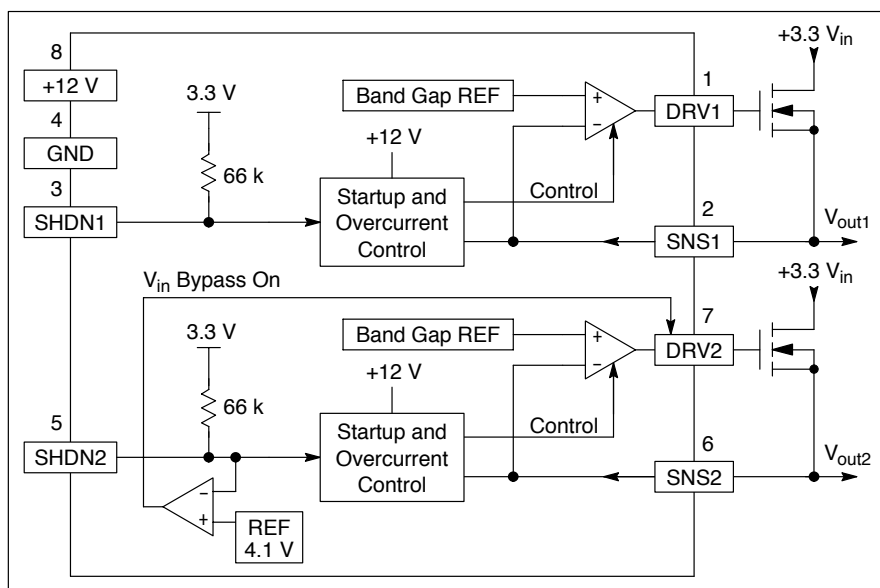 8
+12 V
4
GND
3
SHDN1
3.3 V
66 k
Band Gap REF
+12 V
Startup and
Overcurrent
Control
Control
+
−
1
DRV1
2
SNS1
+3.3 Vin
Vout1
Vin Bypass On
3.3 V
66 k
5
SHDN2
−
+
REF
4.1 V
Band Gap REF
+12 V
Startup and
Overcurrent
Control
Control
+
−
7
DRV2
6
SNS2
+3.3 Vin
Vout2